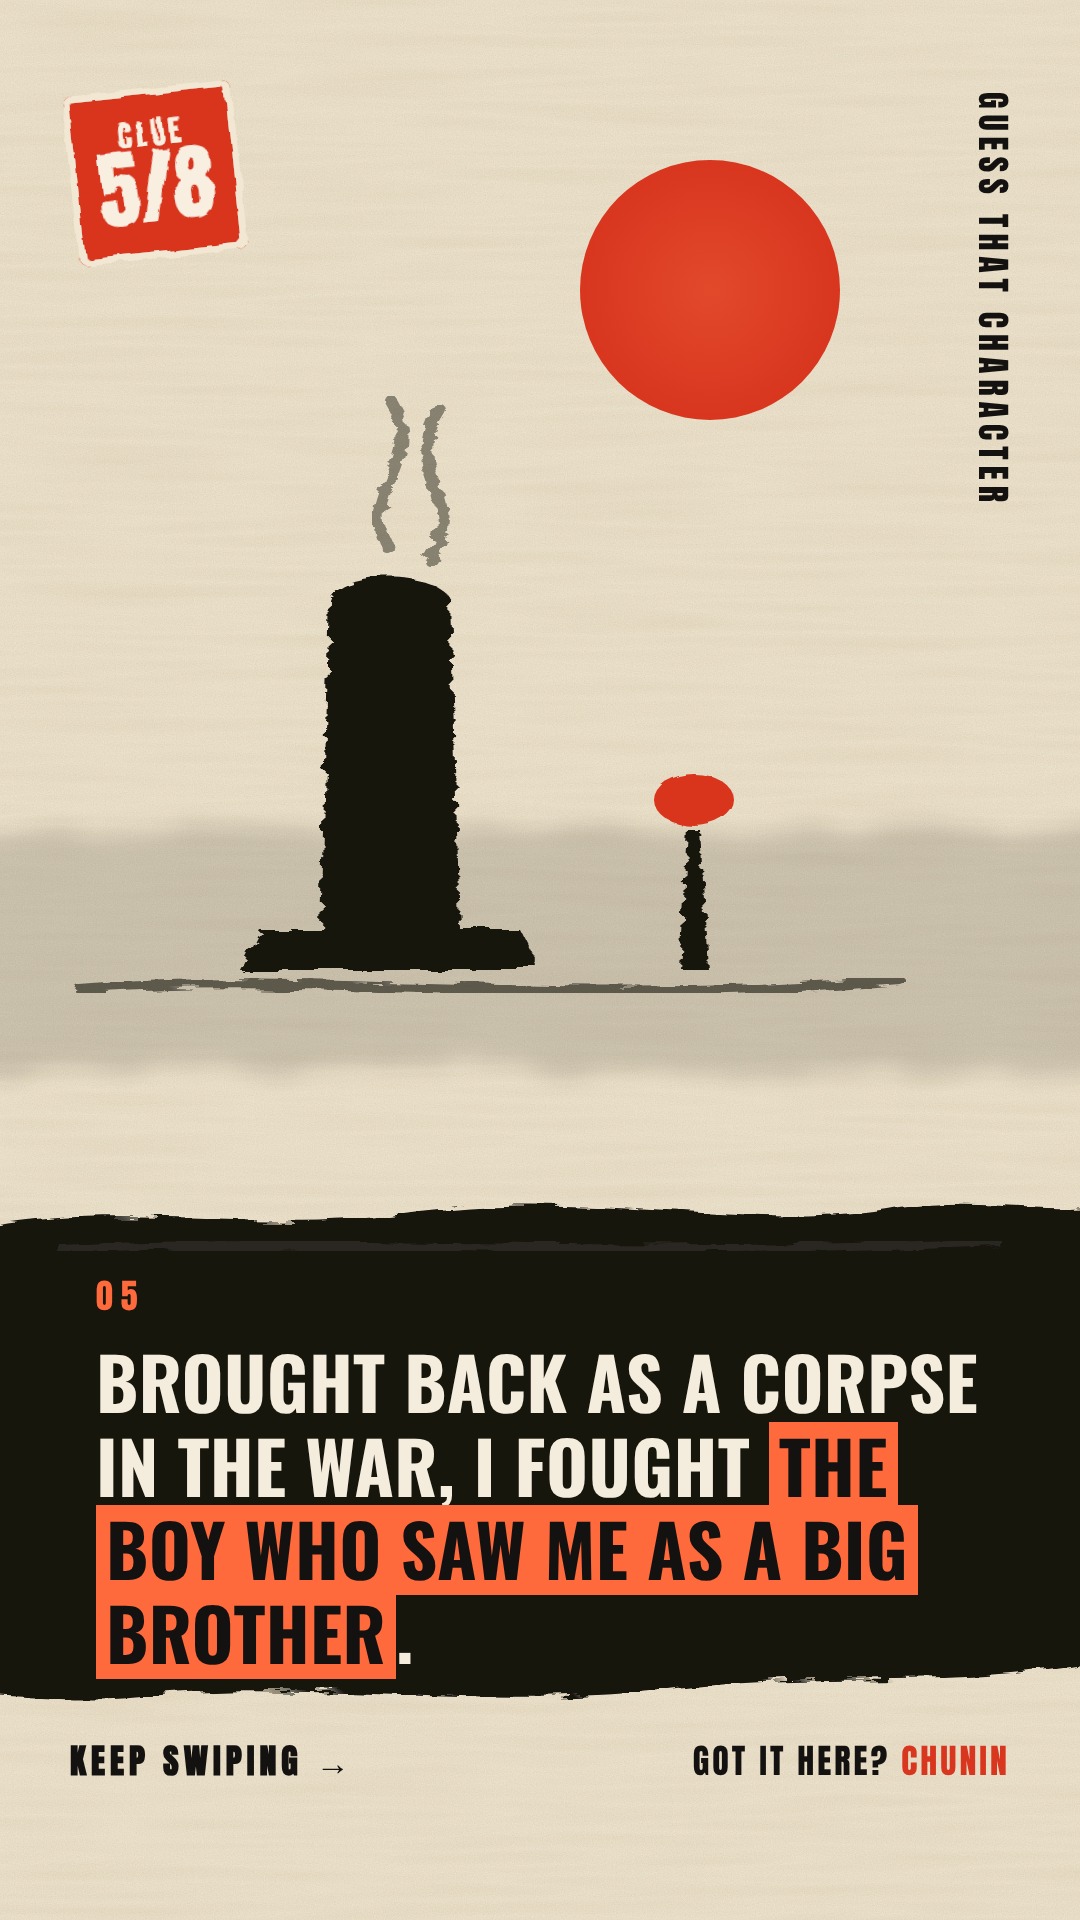 CLUE
5/8
GUESS THAT CHARACTER
05
BROUGHT BACK AS A CORPSE
IN THE WAR, I FOUGHT THE
BOY WHO SAW ME AS A BIG
BROTHER.
KEEP SWIPING →
GOT IT HERE? CHUNIN